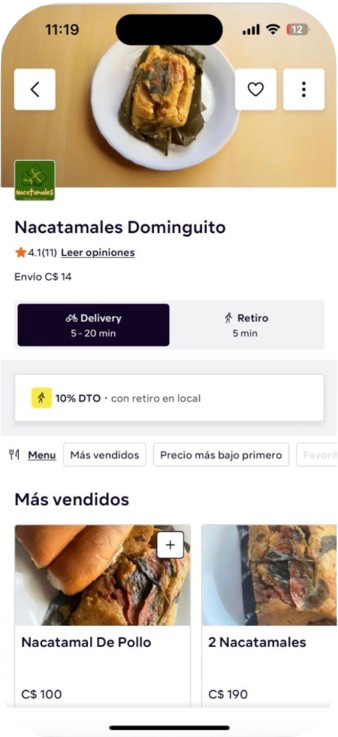 11:19
12
Nacatamales
Nacatamales Dominguito
4.1(11) Leer opiniones
Envío C$ 14
Delivery
5 - 20 min
Retiro
5 min
10% DTO • con retiro en local
Menu
Más vendidos
Precio más bajo primero
Favorit
Más vendidos
+
Nacatamal De Pollo
C$ 100
2 Nacatamales
C$ 190